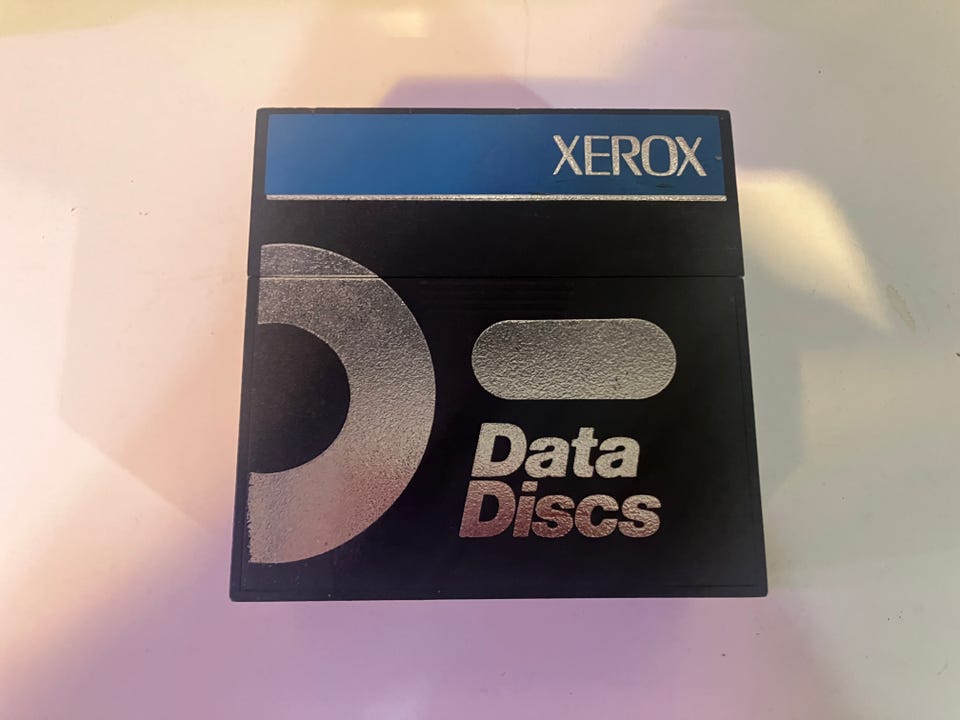 XEROX
Data
Discs